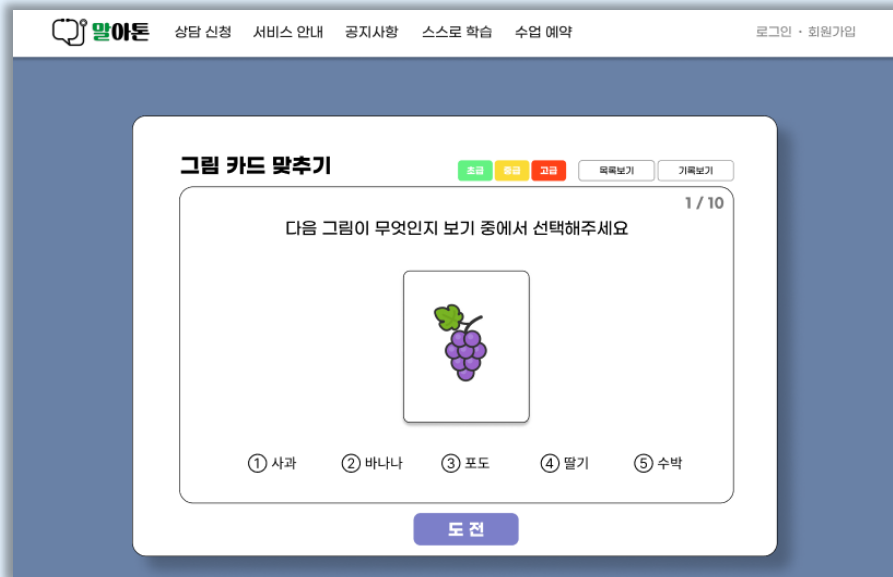 말아톤 상담 신청 서비스 안내 공지사항 스스로 학습 수업 예약 로그인 · 회원가입
그림 카드 맞추기 초급 중급 고급 목록보기 기록보기
1 / 10
다음 그림이 무엇인지 보기 중에서 선택해주세요
① 사과 ② 바나나 ③ 포도 ④ 딸기 ⑤ 수박
도전